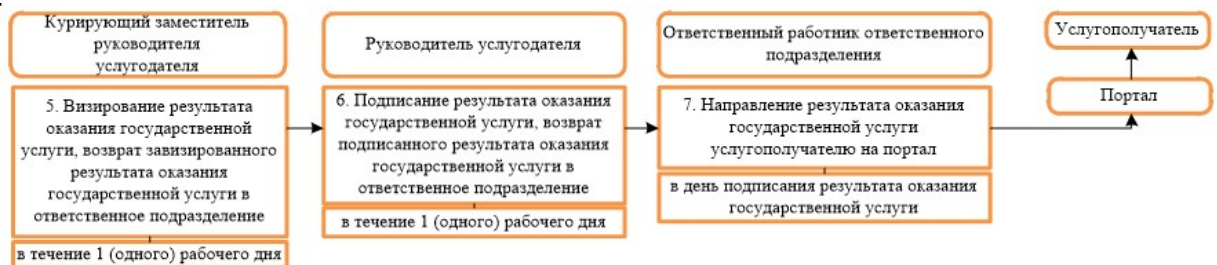 Курирующий заместитель
руководителя
услугодателя
5. Визирование результата
оказания государственной
услуги, возврат завизированного
результата оказания
государственной услуги в
ответственное подразделение
в течение 1 (одного) рабочего дня
Руководитель услугодателя
6. Подписание результата оказания
государственной услуги, возврат
подписанного результата оказания
государственной услуги в
ответственное подразделение
в течение 1 (одного) рабочего дня
Ответственный работник ответственного
подразделения
7. Направление результата оказания
государственной услуги
услугополучателю на портал
в день подписания результата оказания
государственной услуги
Услугополучатель
Портал